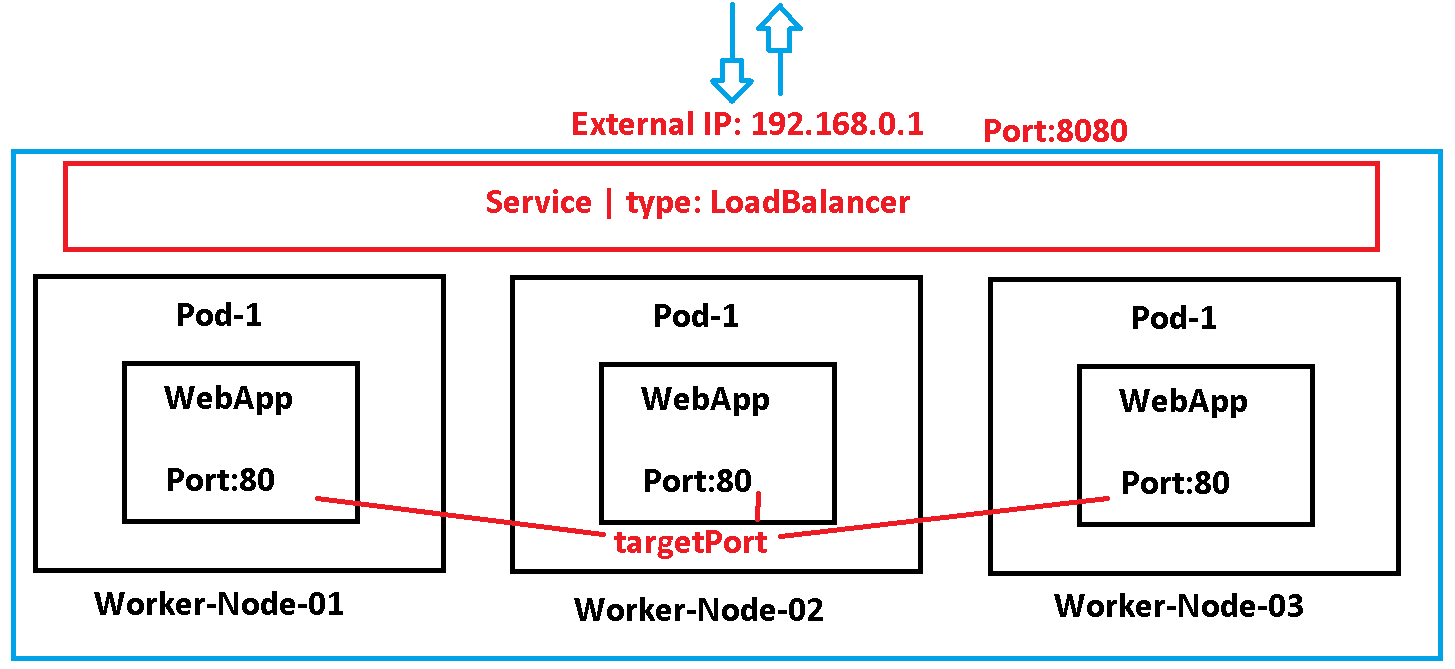 External IP: 192.168.0.1
Port:8080
Service | type: LoadBalancer
Pod-1
WebApp
Port:80
Worker-Node-01
Pod-1
WebApp
Port:80
targetPort
Worker-Node-02
Pod-1
WebApp
Port:80
Worker-Node-03